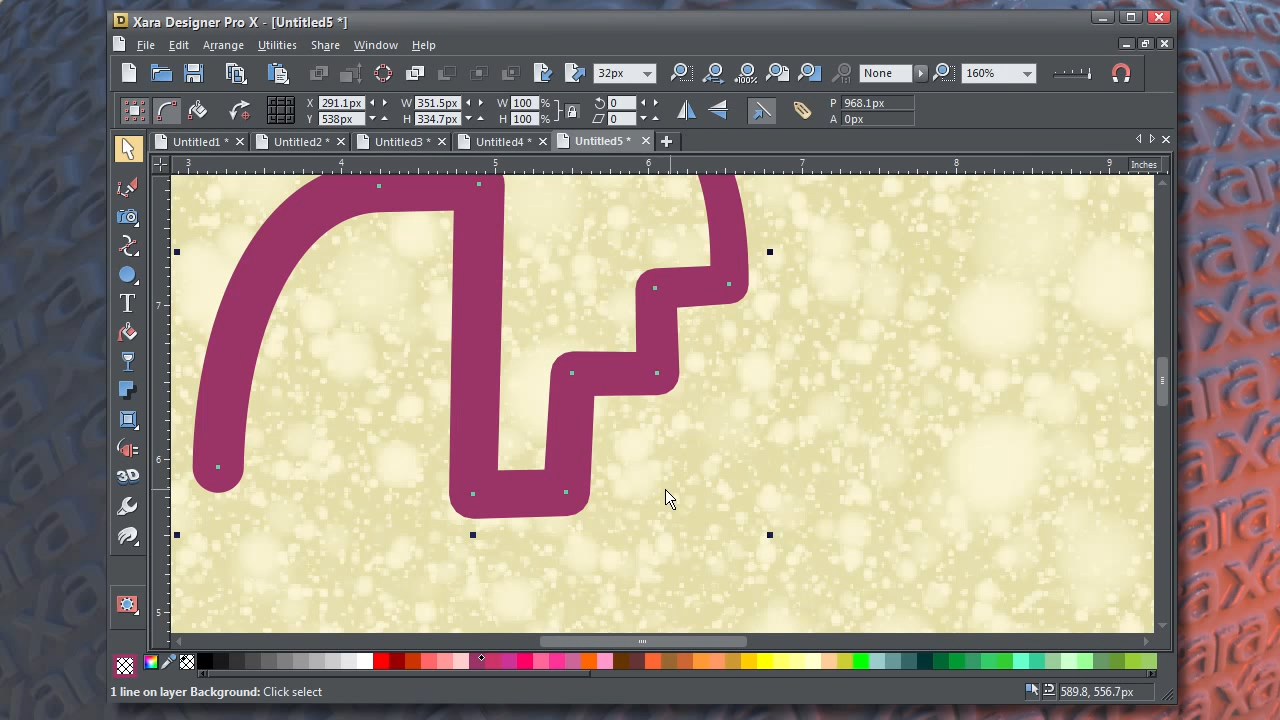 Xara Designer Pro X - [Untitled5 *]
File Edit Arrange Utilities Share Window Help
32px None 160%
X 291.1px W 351.5px W 100 % 0 P 968.1px
Y 538px H 334.7px H 100 % 0 A 0px
Untitled1 * Untitled2 * Untitled3 * Untitled4 * Untitled5 *
3 4 5 6 7 8 9 Inches
7
6
5
T
3D
1 line on layer Background: Click select 589.8, 556.7px
xara